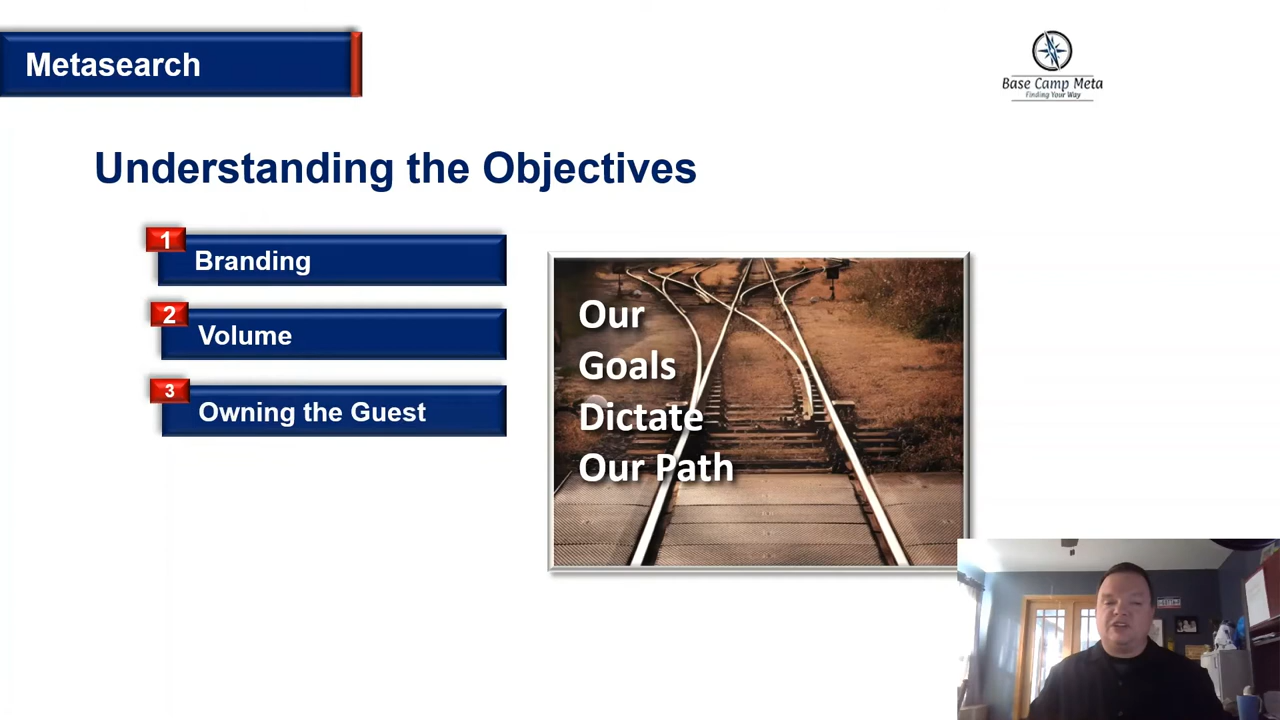 Metasearch
Base Camp Meta
Finding Your Way
Understanding the Objectives
1
Branding
2
Volume
3
Owning the Guest
Our
Goals
Dictate
Our Path